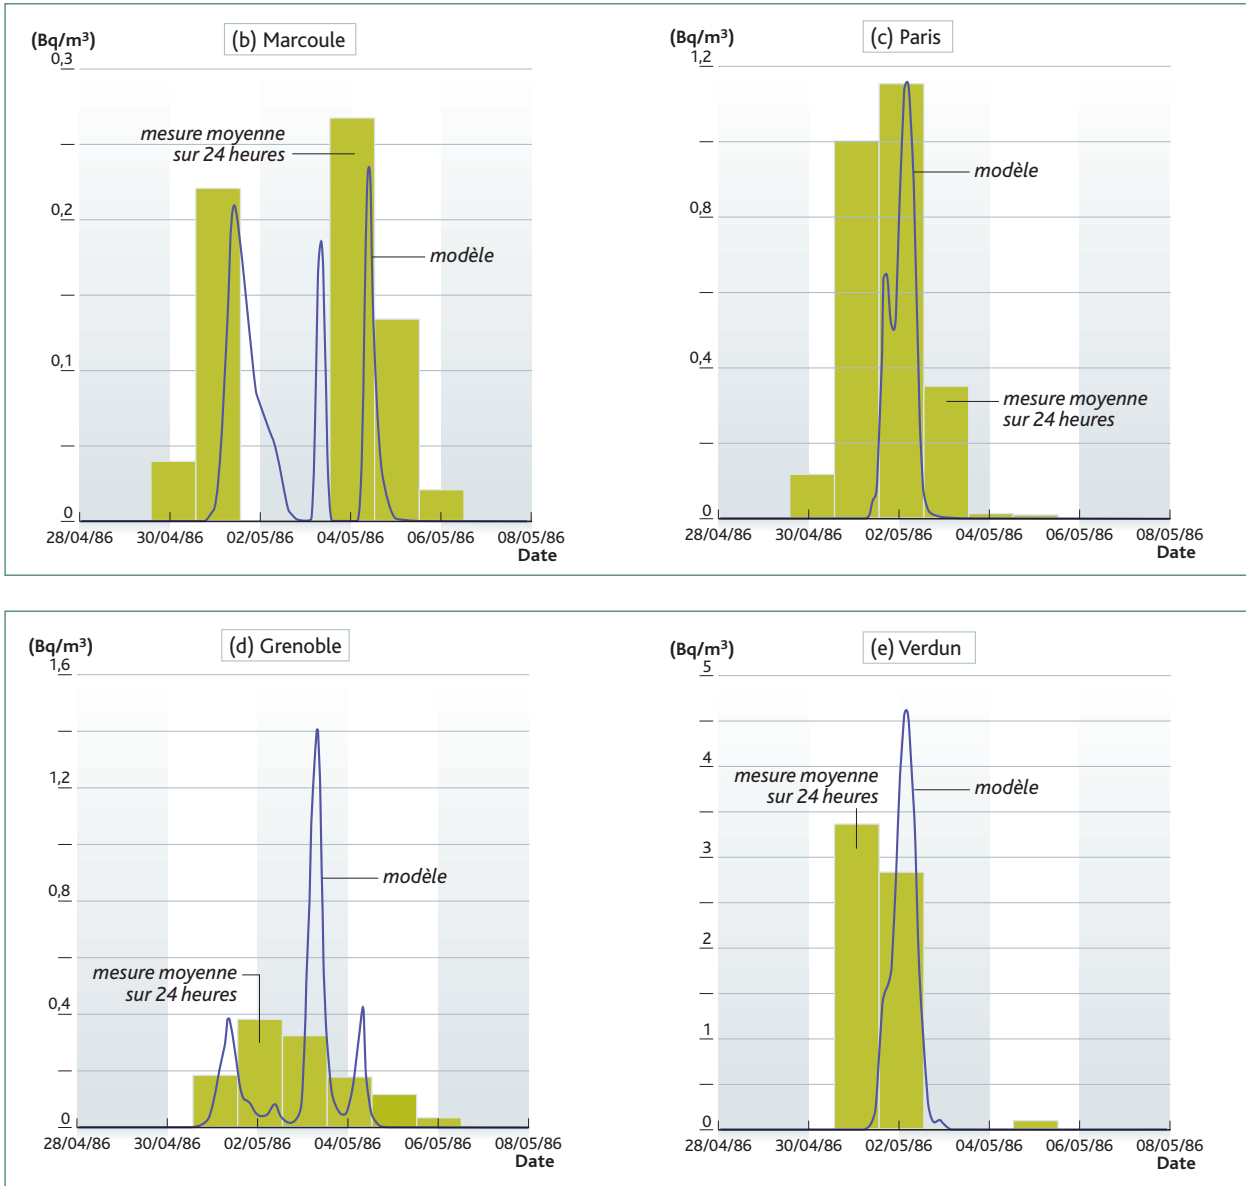 (b) Marcoule
(Bq/m³)
0,3
mesure moyenne
sur 24 heures
0,2
modèle
0,1
0
28/04/86 30/04/86 02/05/86 04/05/86 06/05/86 08/05/86
Date
(c) Paris
(Bq/m³)
1,2
modèle
0,8
0,4
mesure moyenne
sur 24 heures
0
28/04/86 30/04/86 02/05/86 04/05/86 06/05/86 08/05/86
Date
(d) Grenoble
(Bq/m³)
1,6
1,2
modèle
0,8
mesure moyenne
sur 24 heures
0,4
0
28/04/86 30/04/86 02/05/86 04/05/86 06/05/86 08/05/86
Date
(e) Verdun
(Bq/m³)
5
4
mesure moyenne
sur 24 heures
modèle
3
2
1
0
28/04/86 30/04/86 02/05/86 04/05/86 06/05/86 08/05/86
Date